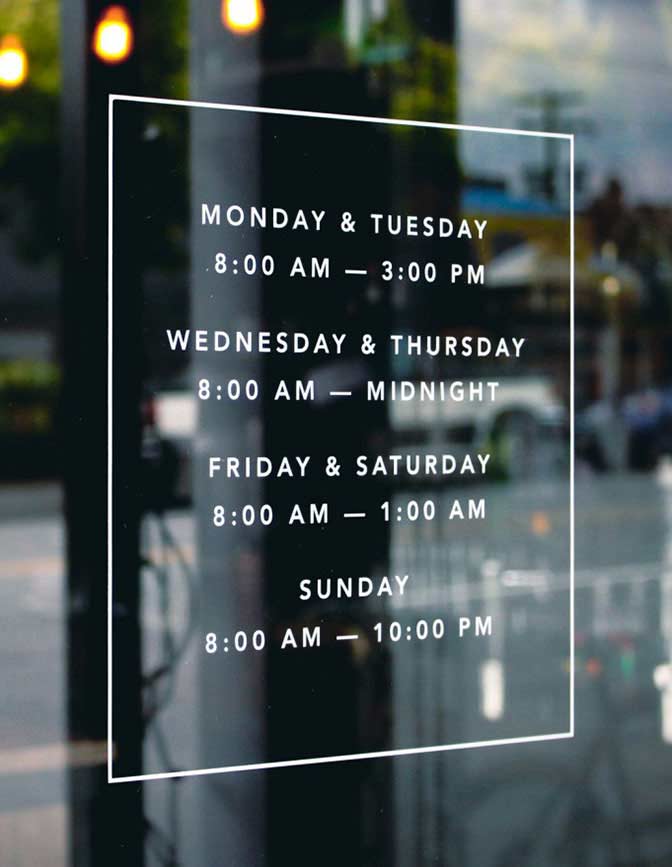 MONDAY & TUESDAY
8:00 AM — 3:00 PM
WEDNESDAY & THURSDAY
8:00 AM — MIDNIGHT
FRIDAY & SATURDAY
8:00 AM — 1:00 AM
SUNDAY
8:00 AM — 10:00 PM